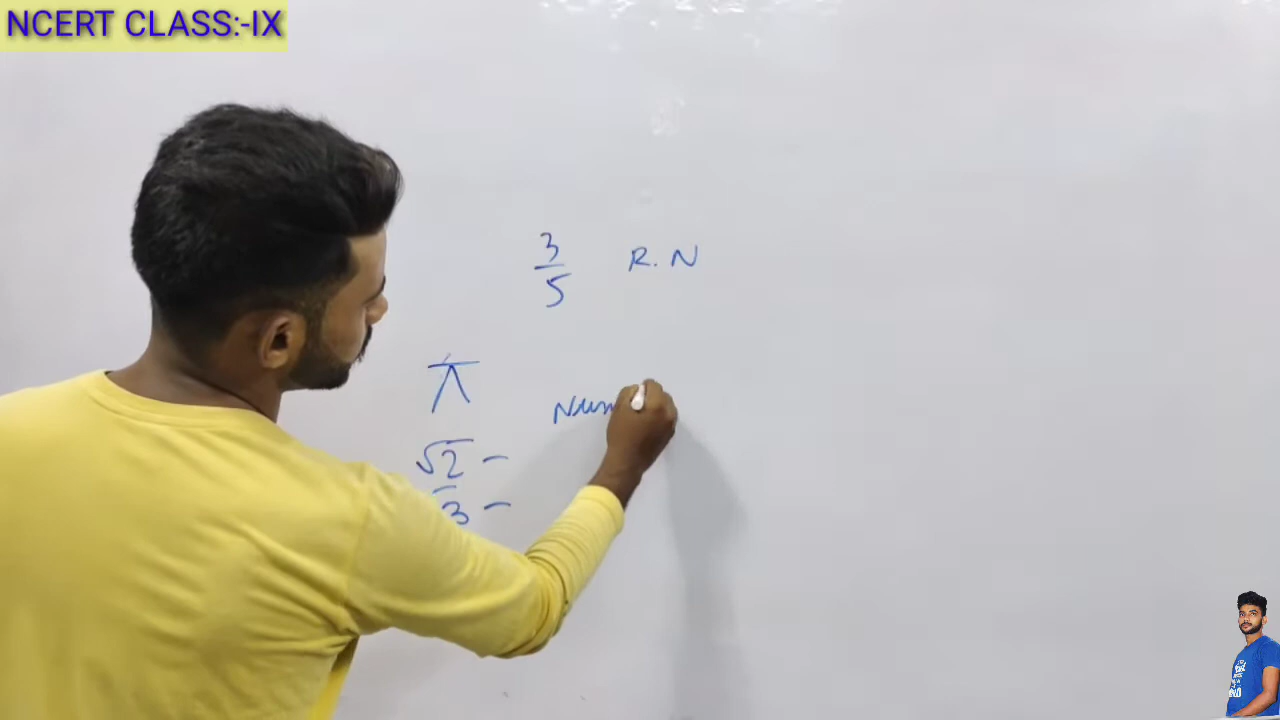 NCERT CLASS:-IX
3/5 R.N
π
√2 -
3 -
Num